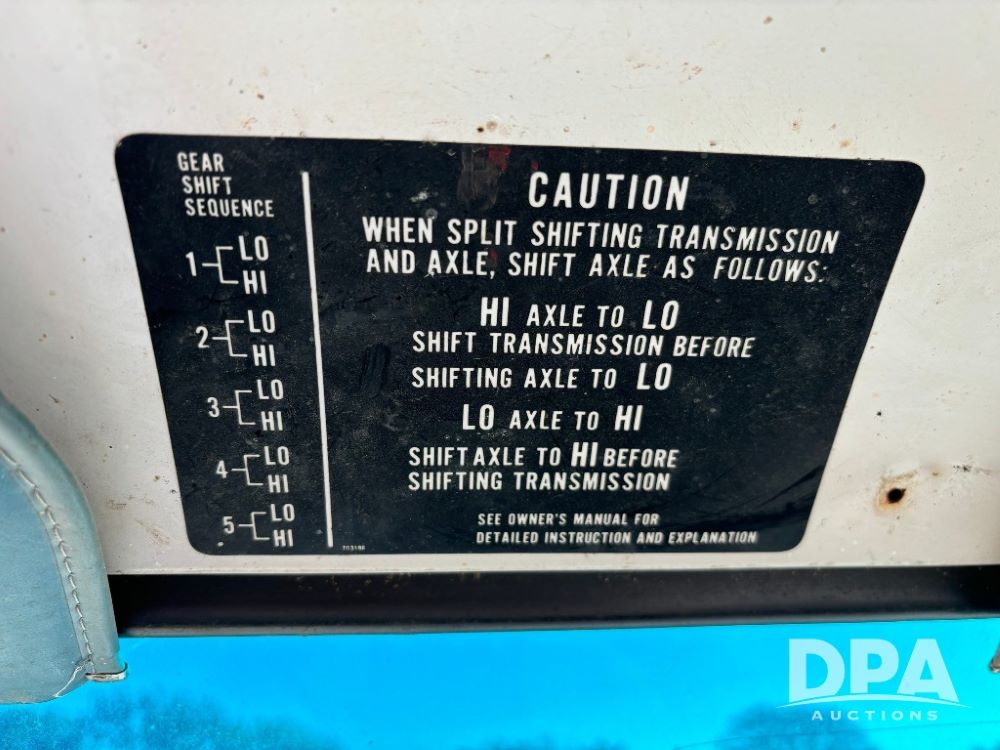 GEAR
SHIFT
SEQUENCE
1 LO
HI
2 LO
HI
3 LO
HI
4 LO
HI
5 LO
HI
CAUTION
WHEN SPLIT SHIFTING TRANSMISSION
AND AXLE, SHIFT AXLE AS FOLLOWS:
HI AXLE TO LO
SHIFT TRANSMISSION BEFORE
SHIFTING AXLE TO LO
LO AXLE TO HI
SHIFT AXLE TO HI BEFORE
SHIFTING TRANSMISSION
SEE OWNER'S MANUAL FOR
DETAILED INSTRUCTION AND EXPLANATION
DPA
AUCTIONS